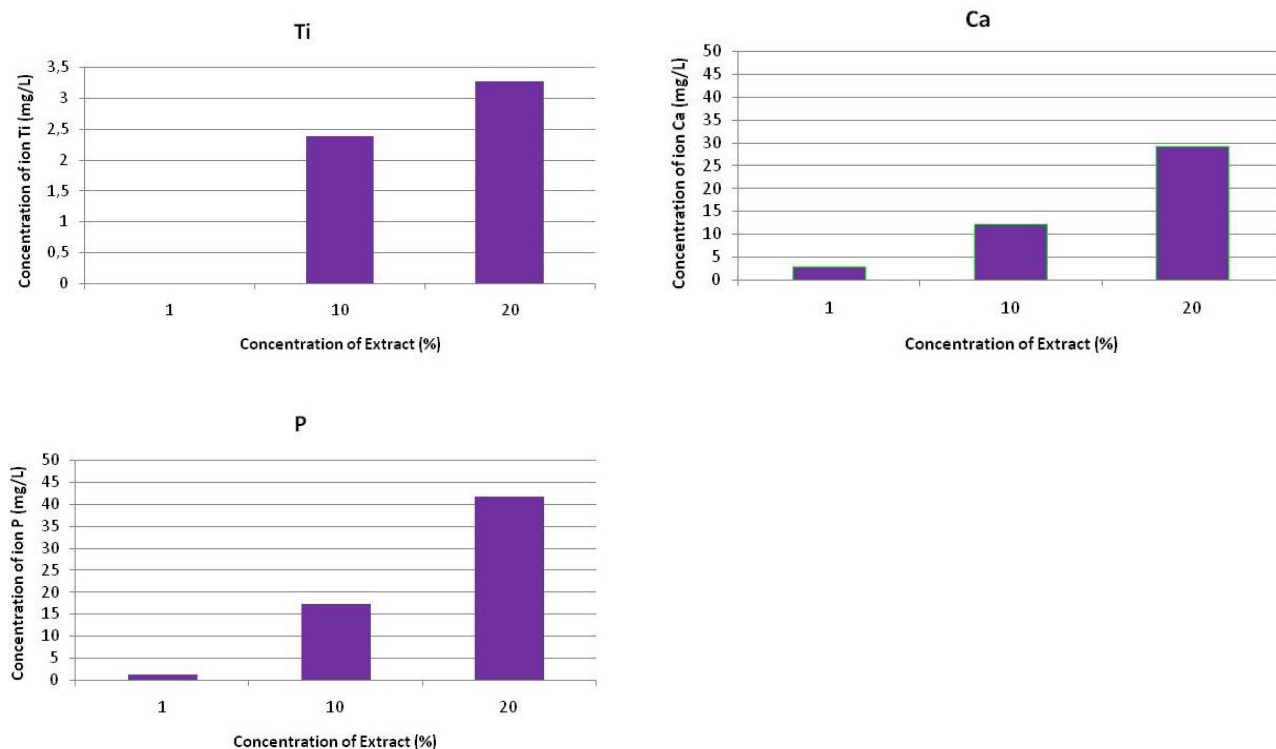 Ti
Concentration of ion Ti (mg/L)
3,5
3
2,5
2
1,5
1
0,5
0
1 10 20
Concentration of Extract (%)
Ca
Concentration of ion Ca (mg/L)
50
45
40
35
30
25
20
15
10
5
0
1 10 20
Concentration of Extract (%)
P
Concentration of ion P (mg/L)
50
45
40
35
30
25
20
15
10
5
0
1 10 20
Concentration of Extract (%)